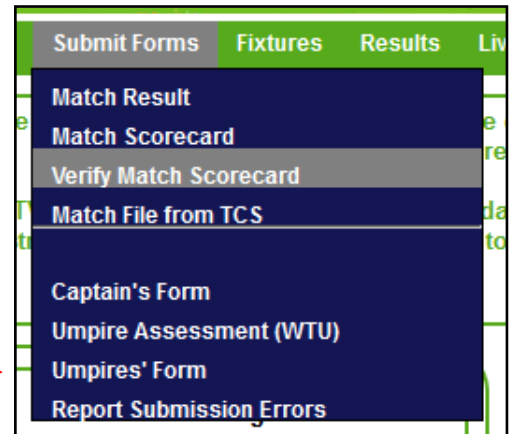 Submit Forms Fixtures Results Liv
Match Result
Match Scorecard
Verify Match Scorecard
Match File from TCS
Captain's Form
Umpire Assessment (WTU)
Umpires' Form
Report Submission Errors